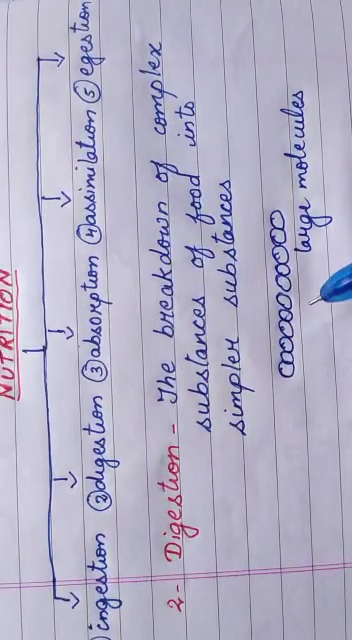 NUTRITION
)ingestion ②digestion ③absorption ④assimilation ⑤egestion
2- Digestion - The breakdown of complex
substances of food into
simpler substances
large molecules